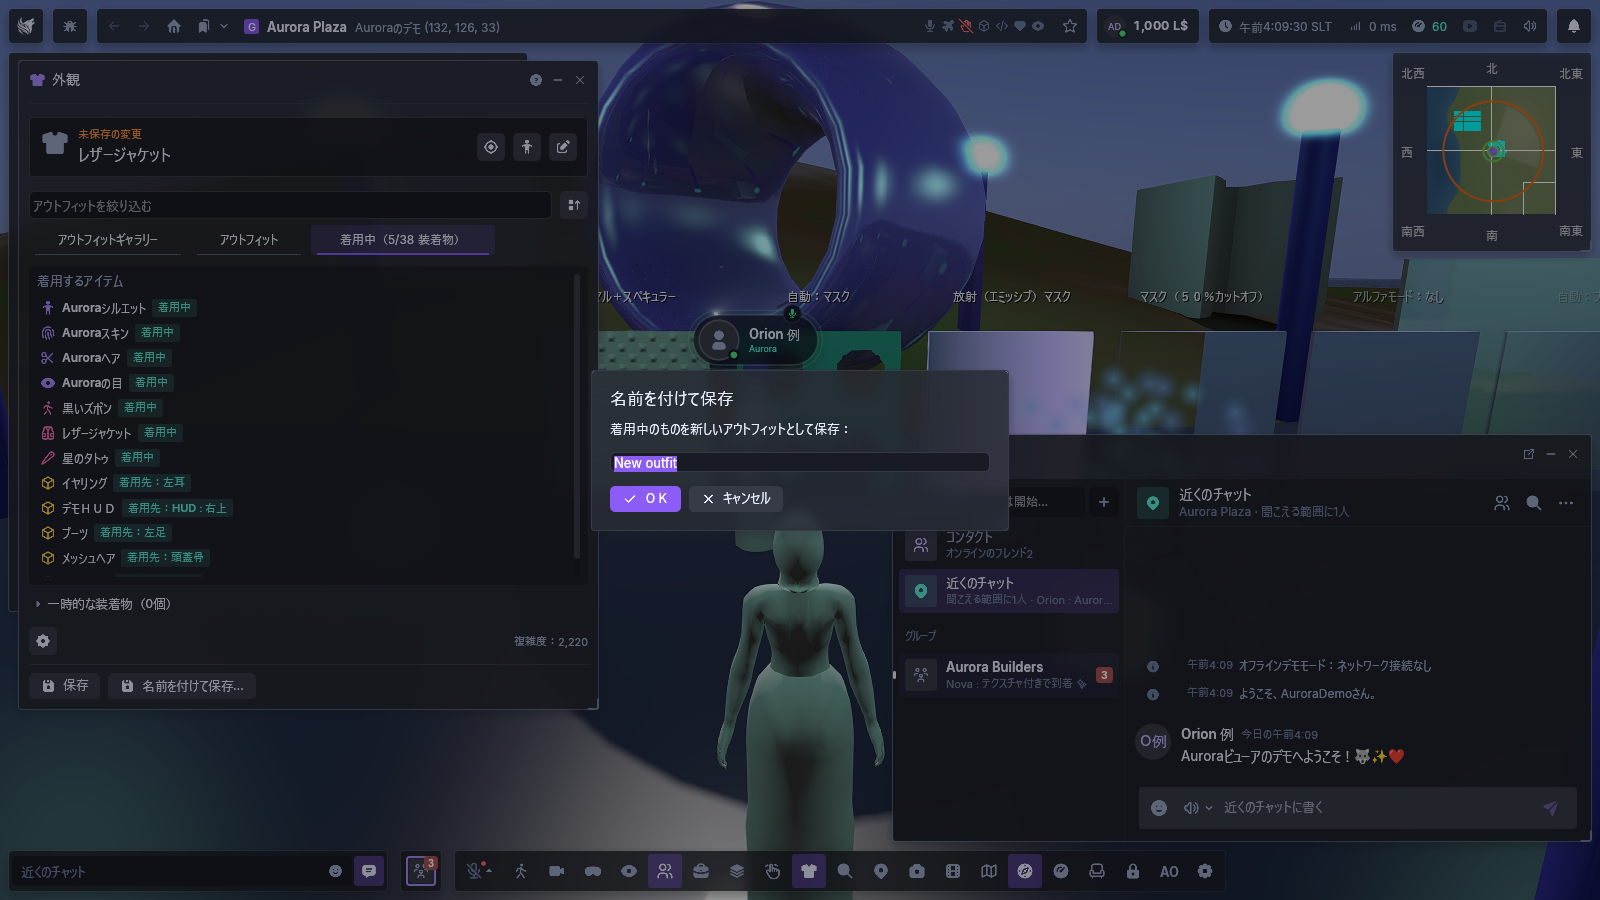 Aurora Plaza Auroraのデモ (132, 126, 33)
AD 1,000 L$
午前4:09:30 SLT
0 ms
60
外観
未保存の変更
レザージャケット
アウトフィットを絞り込む
アウトフィットギャラリー
アウトフィット
着用中（5/38 装着物）
着用するアイテム
Auroraシルエット 着用中
Auroraスキン 着用中
Auroraヘア 着用中
Auroraの目 着用中
黒いズボン 着用中
レザージャケット 着用中
星のタトゥ 着用中
イヤリング 着用先：左耳
デモＨＵＤ 着用先：HUD : 右上
ブーツ 着用先：左足
メッシュヘア 着用先：頭蓋骨
一時的な装着物（0個）
複雑度：2,220
保存
名前を付けて保存...
北西
北
北東
西
東
南西
南
南東
アル＋スペキュラー
自動：マスク
放射（エミッシブ）マスク
マスク（５０％カットオフ）
アルファモード：なし
Orion 例
Aurora
名前を付けて保存
着用中のものを新しいアウトフィットとして保存：
New outfit
ＯＫ
キャンセル
は開始...
コンタクト
オンラインのフレンド2
近くのチャット
聞こえる範囲に1人 · Orion : Auror...
グループ
Aurora Builders
Nova : テクスチャ付きで到着
3
近くのチャット
Aurora Plaza · 聞こえる範囲に1人
午前4:09 オフラインデモモード：ネットワーク接続なし
午前4:09 ようこそ、AuroraDemoさん。
O例
Orion 例 今日の午前4:09
Auroraビューアのデモへようこそ！🐺✨❤️
近くのチャットに書く
近くのチャット
3
AO